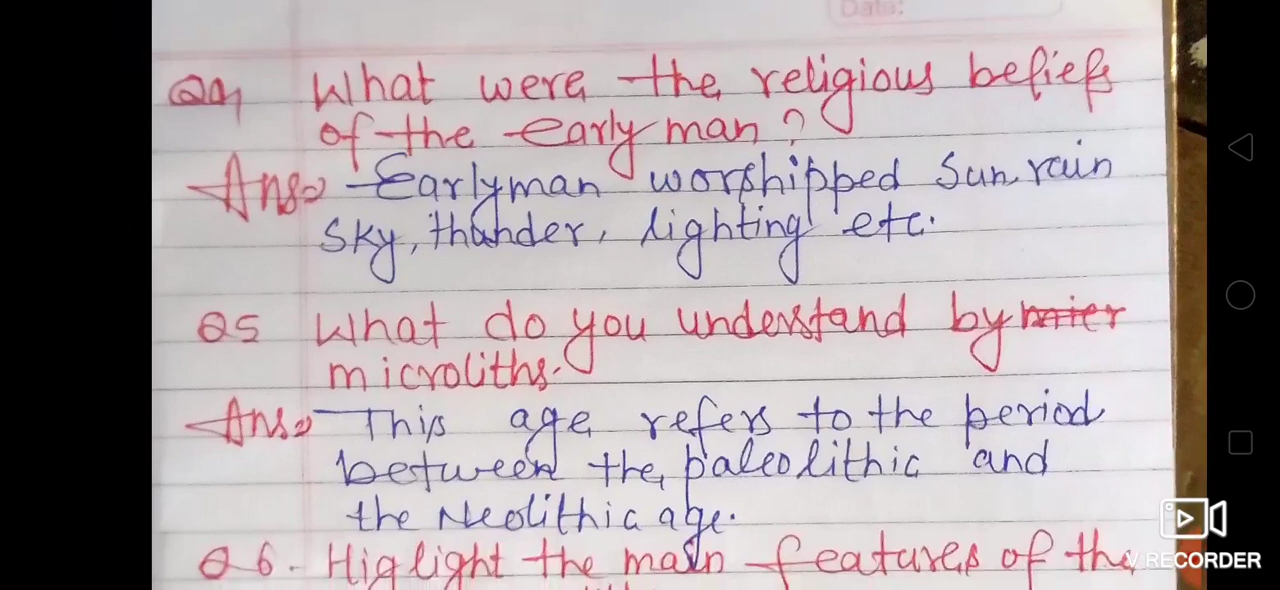 Date:
Q4 What were the religious beliefs
of the early man?
Ans Early man worshipped Sun, rain
sky, thunder, lighting etc.
Q5 What do you understand by
microliths.
Ans This age refers to the period
between the paleolithic and
the Neolithic age.
Q6. Higlight the main features of the
V RECORDER